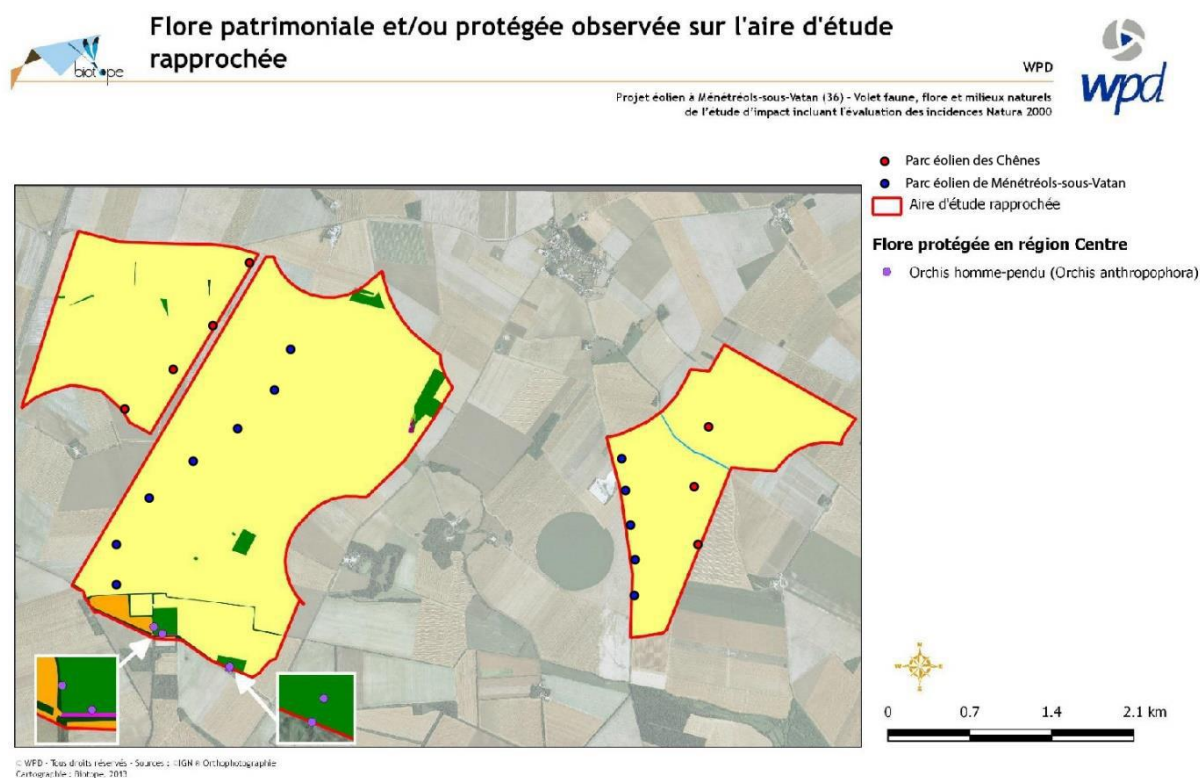 Flore patrimoniale et/ou protégée observée sur l'aire d'étude
rapprochée
biotope
WPD
wpd
Projet éolien à Ménétréols-sous-Vatan (36) - Volet faune, flore et milieux naturels
de l'étude d'impact incluant l'évaluation des incidences Natura 2000
Parc éolien des Chênes
Parc éolien de Ménétréols-sous-Vatan
Aire d'étude rapprochée
Flore protégée en région Centre
Orchis homme-pendu (Orchis anthropophora)
N
W
E
S
0 0.7 1.4 2.1 km
© WPD - Tous droits réservés - Sources : ©IGN ® Orthophotographie
Cartographie : Biotope, 2013